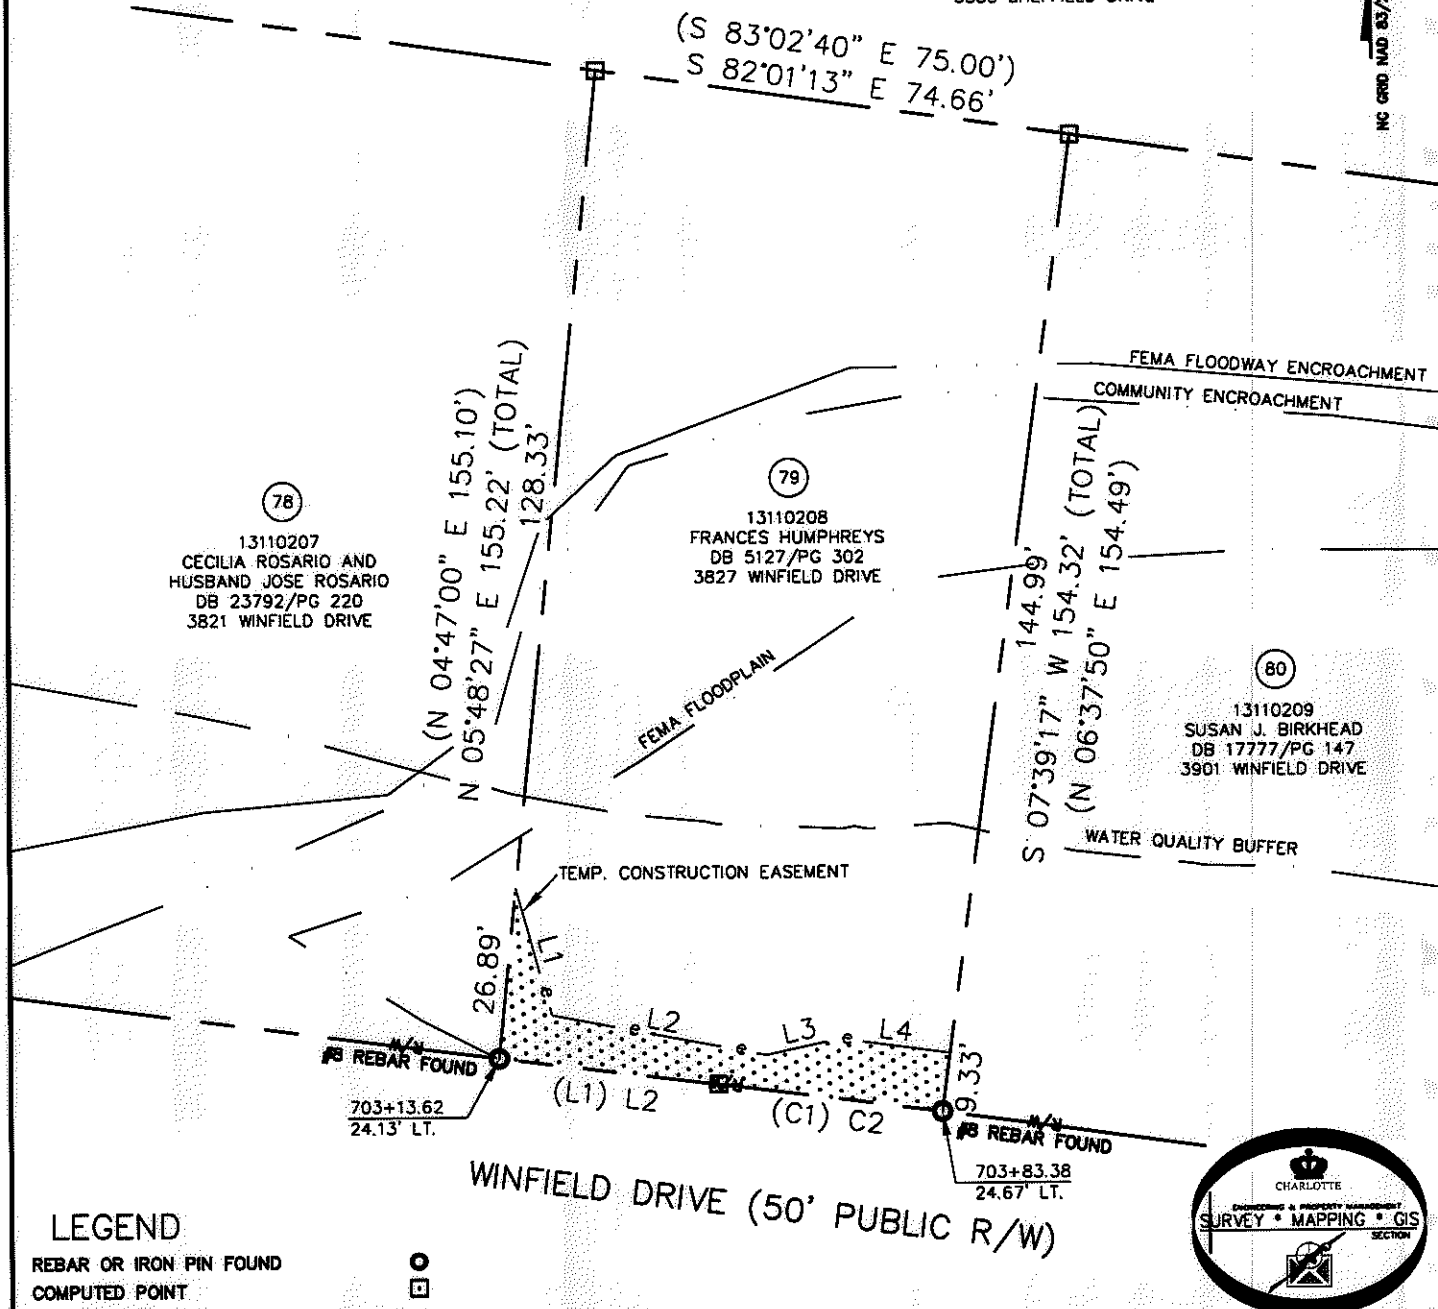 (S 83°02'40" E 75.00')
S 82°01'13" E 74.66'
NC GRID NAD 83/
FEMA FLOODWAY ENCROACHMENT
COMMUNITY ENCROACHMENT
(N 04°47'00" E 155.10')
N 05°48'27" E 155.22' (TOTAL)
128.33'
78
13110207
CECILIA ROSARIO AND
HUSBAND JOSE ROSARIO
DB 23792/PG 220
3821 WINFIELD DRIVE
79
13110208
FRANCES HUMPHREYS
DB 5127/PG 302
3827 WINFIELD DRIVE
144.99'
S 07°39'17" W 154.32' (TOTAL)
(N 06°37'50" E 154.49')
80
13110209
SUSAN J. BIRKHEAD
DB 17777/PG 147
3901 WINFIELD DRIVE
FEMA FLOODPLAIN
WATER QUALITY BUFFER
TEMP. CONSTRUCTION EASEMENT
26.89'
L1
e
e L2
e L3
e L4
9.33'
R/W
REBAR FOUND
(L1) L2
R/W
(C1) C2
R/W
REBAR FOUND
703+13.62
24.13' LT.
703+83.38
24.67' LT.
WINFIELD DRIVE (50' PUBLIC R/W)
LEGEND
REBAR OR IRON PIN FOUND
COMPUTED POINT
CHARLOTTE
ENGINEERING & PROPERTY MANAGEMENT
SURVEY * MAPPING * GIS
SECTION